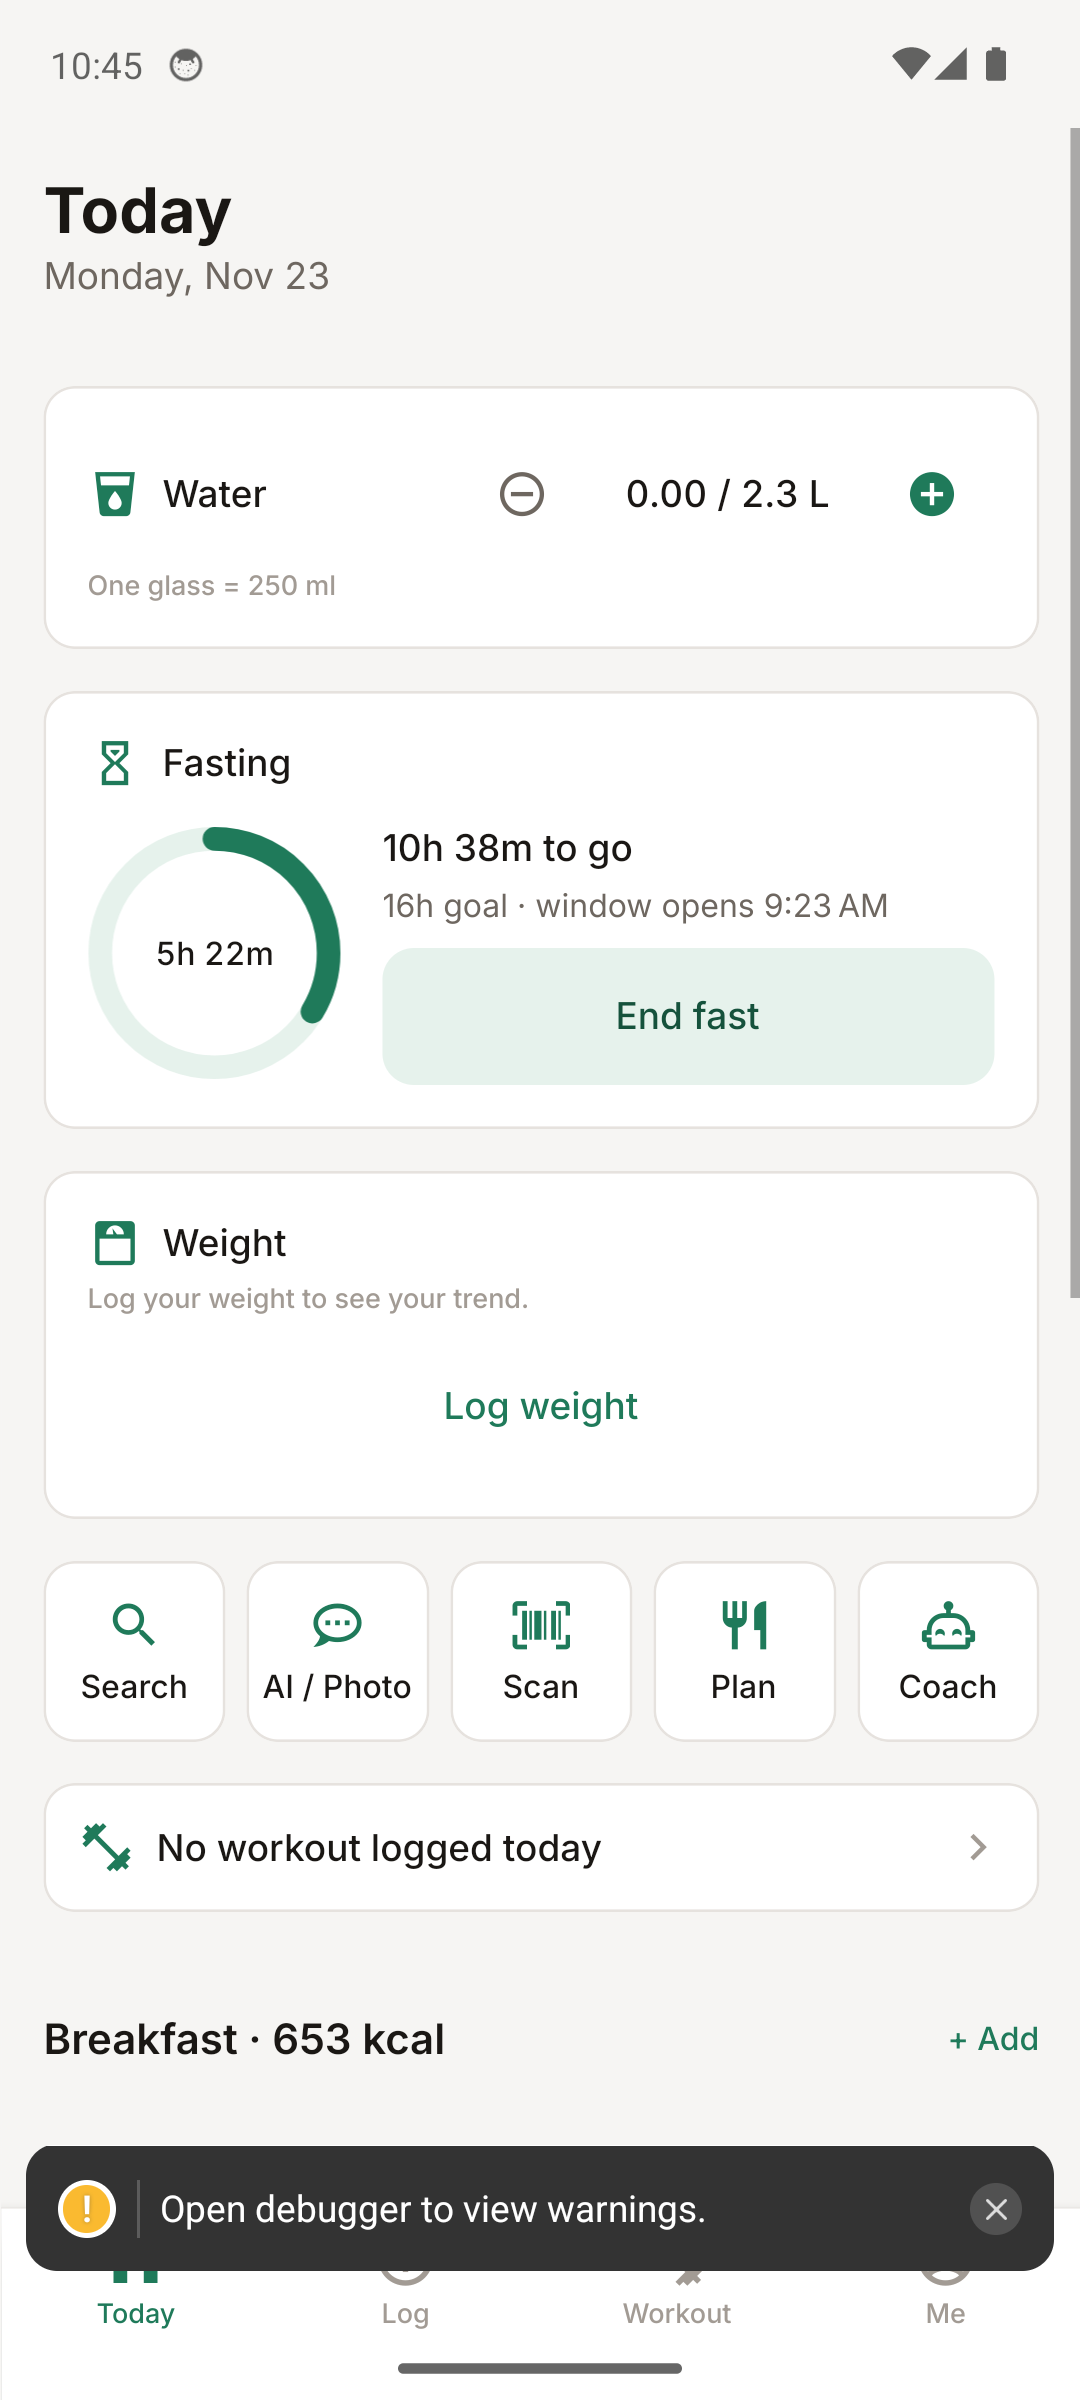 10:45
Today
Monday, Nov 23
Water
0.00 / 2.3 L
One glass = 250 ml
Fasting
5h 22m
10h 38m to go
16h goal · window opens 9:23 AM
End fast
Weight
Log your weight to see your trend.
Log weight
Search
AI / Photo
Scan
Plan
Coach
No workout logged today
Breakfast · 653 kcal
+ Add
! Open debugger to view warnings.
Today
Log
Workout
Me